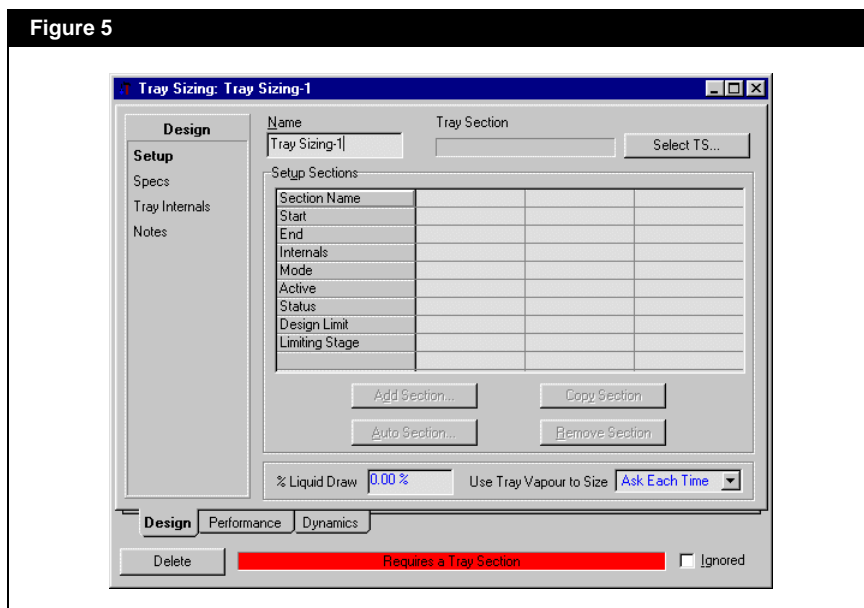 Figure 5
Tray Sizing: Tray Sizing-1
Design
Setup
Specs
Tray Internals
Notes
Name
Tray Sizing-1
Tray Section
Select TS...
Setup Sections
Section Name
Start
End
Internals
Mode
Active
Status
Design Limit
Limiting Stage
Add Section...
Copy Section
Auto Section...
Remove Section
% Liquid Draw 0.00 %
Use Tray Vapour to Size Ask Each Time
Design Performance Dynamics
Delete
Requires a Tray Section
Ignored